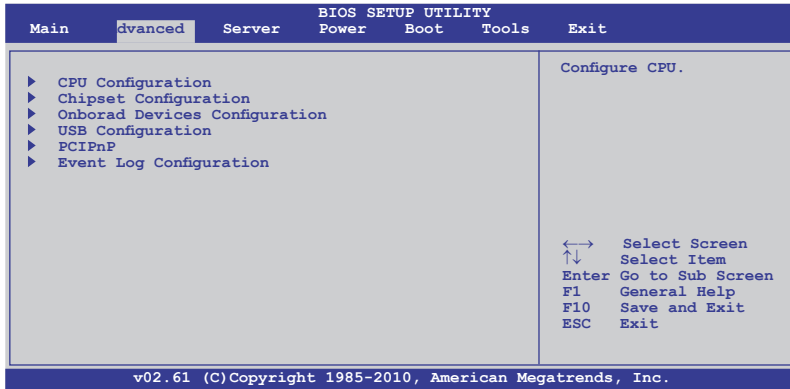 BIOS SETUP UTILITY
Main dvanced Server Power Boot Tools Exit
CPU Configuration
Chipset Configuration
Onborad Devices Configuration
USB Configuration
PCIPnP
Event Log Configuration
Configure CPU.
←→ Select Screen
↑↓ Select Item
Enter Go to Sub Screen
F1 General Help
F10 Save and Exit
ESC Exit
v02.61 (C)Copyright 1985-2010, American Megatrends, Inc.